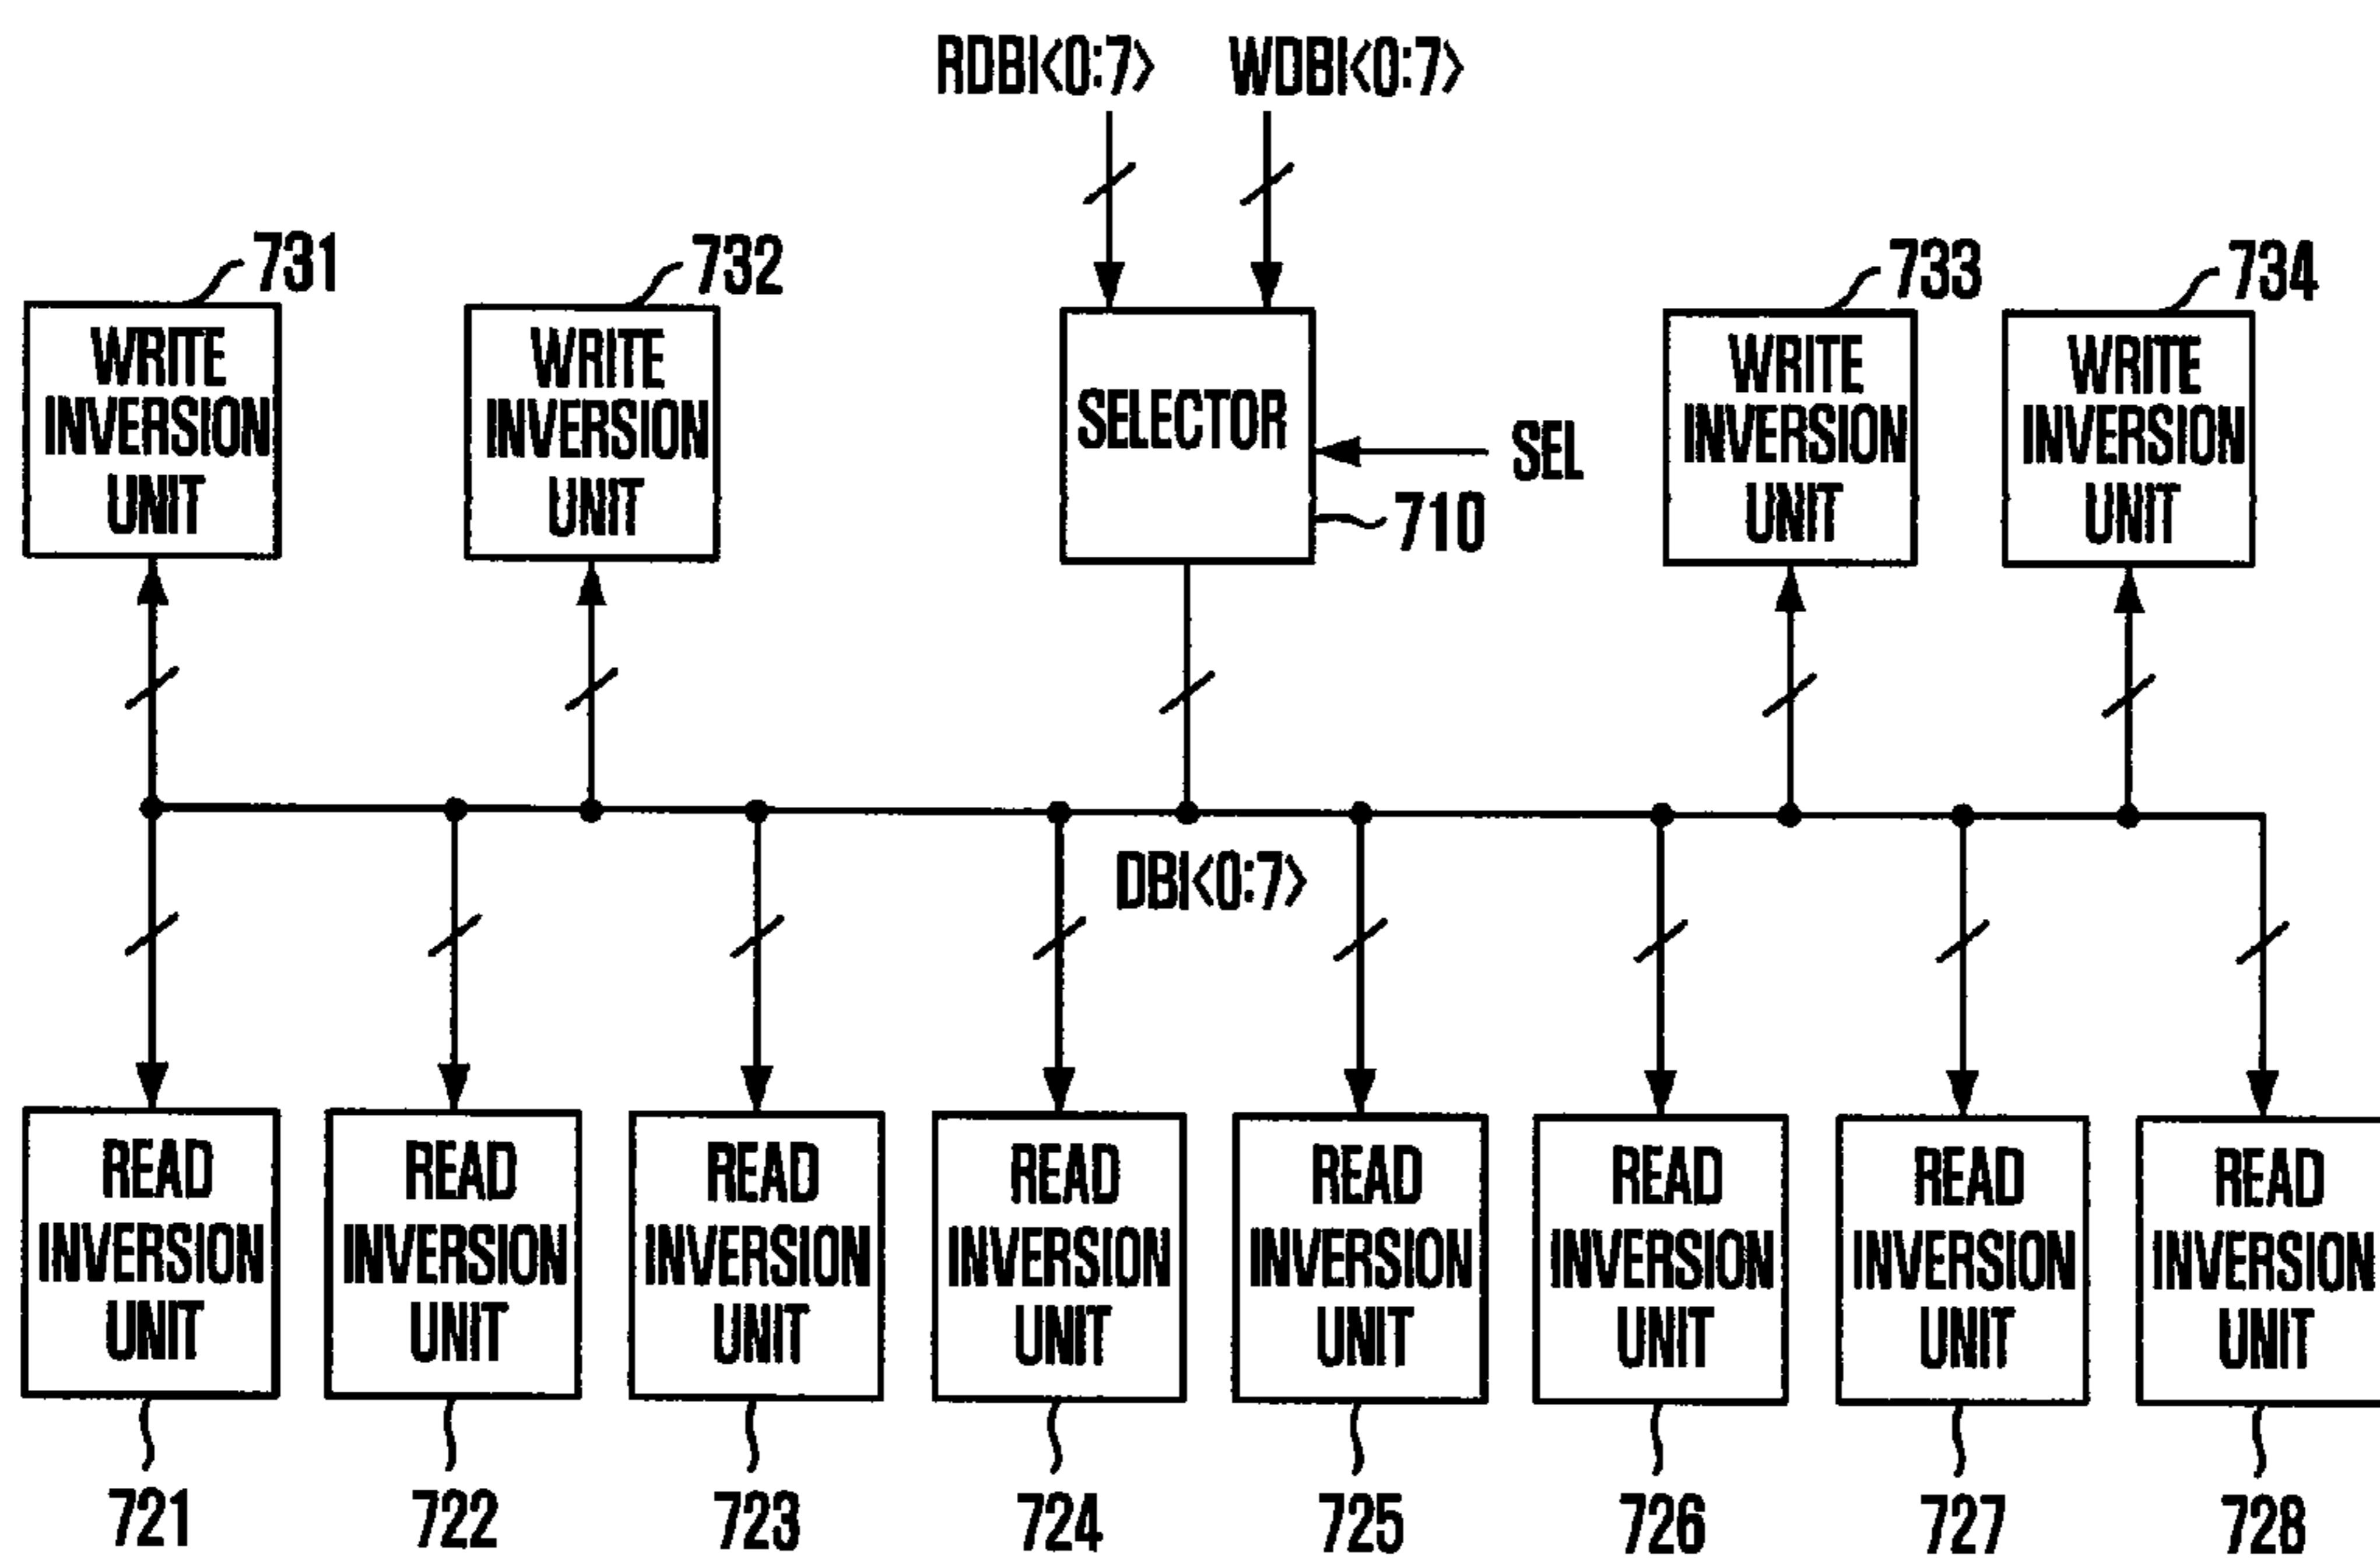 RDBI<0:7> WDBI<0:7>
731
732
733
734
WRITE
INVERSION
UNIT
WRITE
INVERSION
UNIT
SELECTOR
SEL
710
WRITE
INVERSION
UNIT
WRITE
INVERSION
UNIT
DBI<0:7>
READ
INVERSION
UNIT
READ
INVERSION
UNIT
READ
INVERSION
UNIT
READ
INVERSION
UNIT
READ
INVERSION
UNIT
READ
INVERSION
UNIT
READ
INVERSION
UNIT
READ
INVERSION
UNIT
721
722
723
724
725
726
727
728